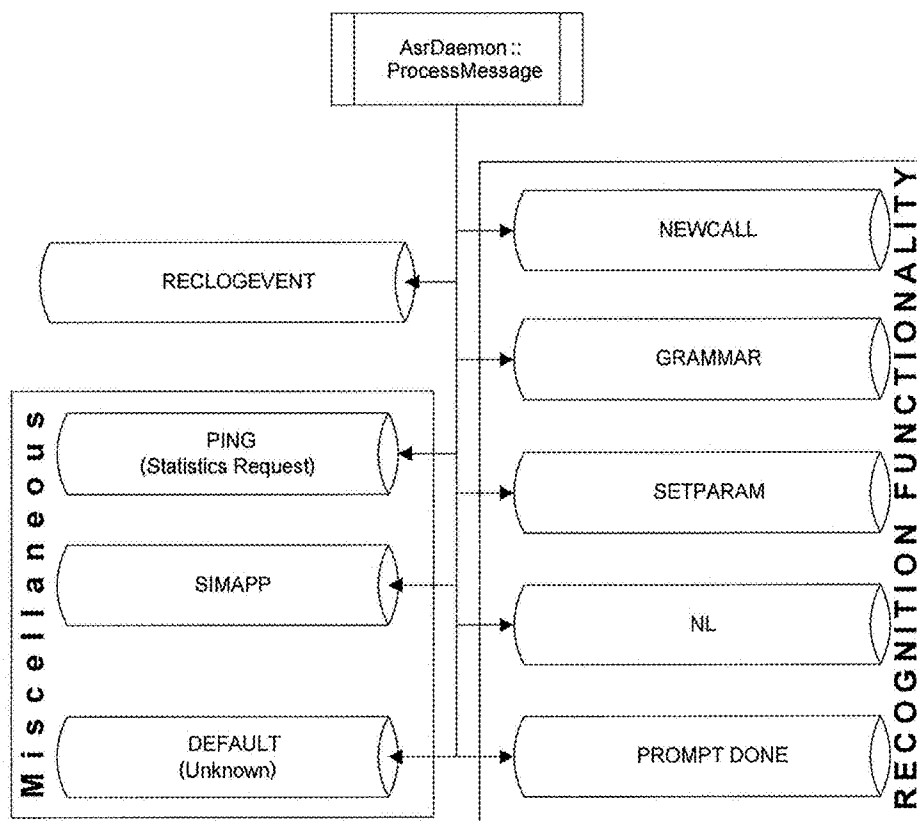 AsrDaemon ::
ProcessMessage
RECLOGEVENT
Miscellaneous
PING
(Statistics Request)
SIMAPP
DEFAULT
(Unknown)
RECOGNITION FUNCTIONALITY
NEWCALL
GRAMMAR
SETPARAM
NL
PROMPT DONE